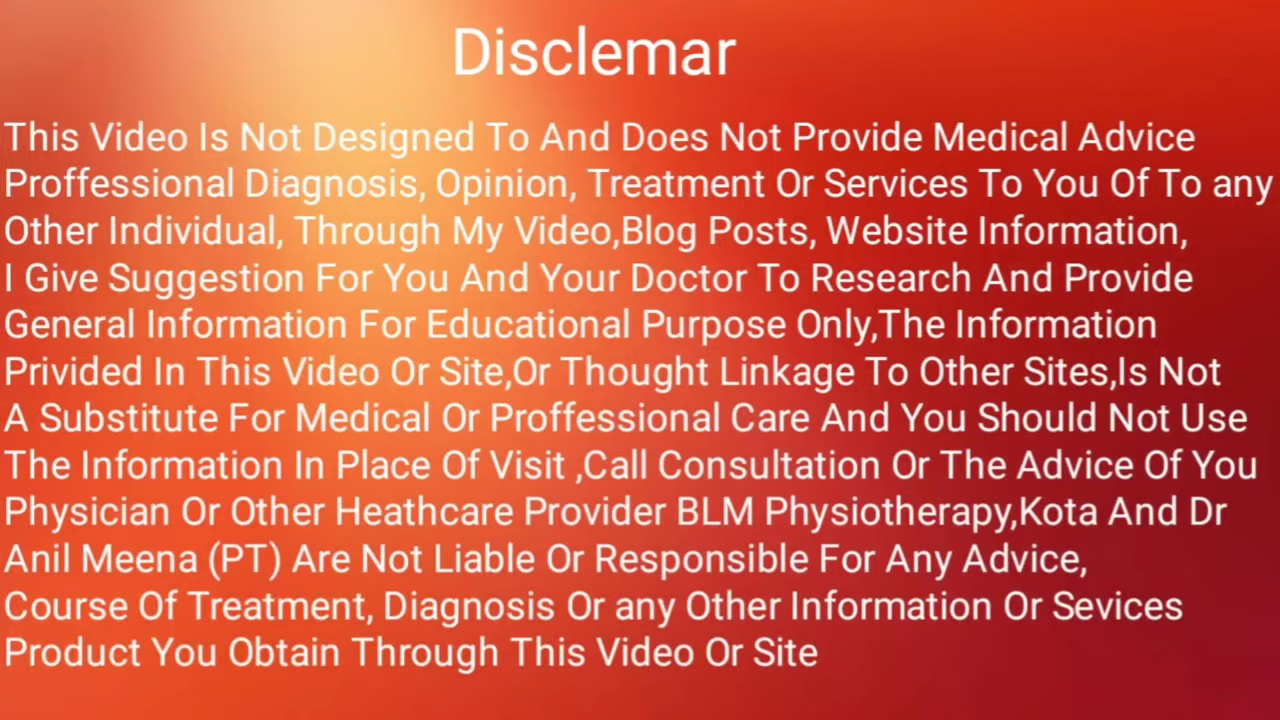 Disclemar
This Video Is Not Designed To And Does Not Provide Medical Advice
Proffessional Diagnosis, Opinion, Treatment Or Services To You Of To any
Other Individual, Through My Video,Blog Posts, Website Information,
I Give Suggestion For You And Your Doctor To Research And Provide
General Information For Educational Purpose Only,The Information
Privided In This Video Or Site,Or Thought Linkage To Other Sites,Is Not
A Substitute For Medical Or Proffessional Care And You Should Not Use
The Information In Place Of Visit ,Call Consultation Or The Advice Of You
Physician Or Other Heathcare Provider BLM Physiotherapy,Kota And Dr
Anil Meena (PT) Are Not Liable Or Responsible For Any Advice,
Course Of Treatment, Diagnosis Or any Other Information Or Sevices
Product You Obtain Through This Video Or Site